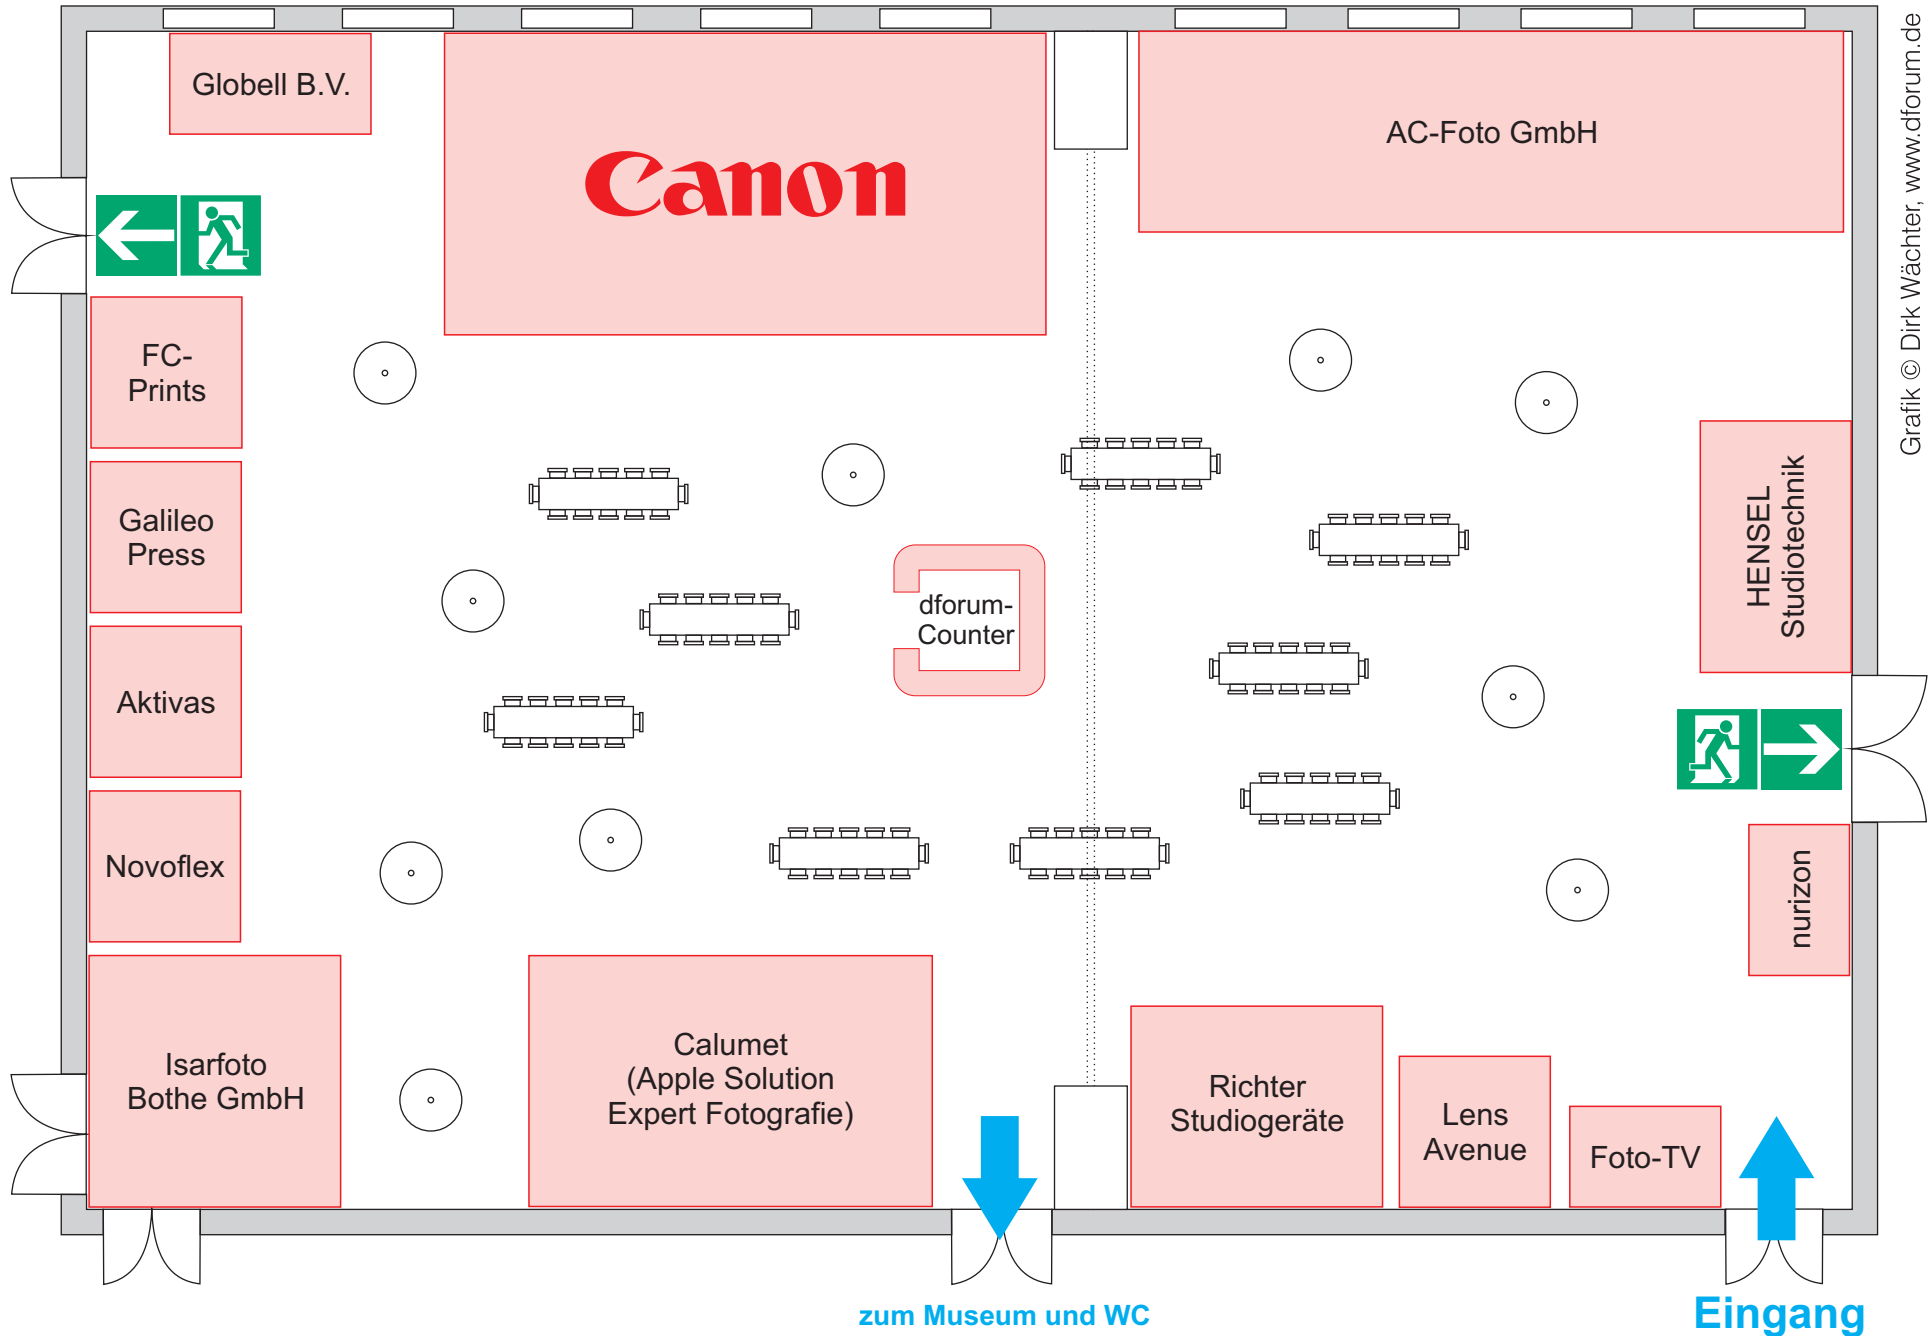 Globell B.V.
Canon
AC-Foto GmbH
Grafik © Dirk Wächter, www.dforum.de
FC-
Prints
Galileo
Press
HENSEL
Studiotechnik
dforum-
Counter
Aktivas
Novoflex
nurizon
Isarfoto
Bothe GmbH
Calumet
(Apple Solution
Expert Fotografie)
Richter
Studiogeräte
Lens
Avenue
Foto-TV
zum Museum und WC
Eingang